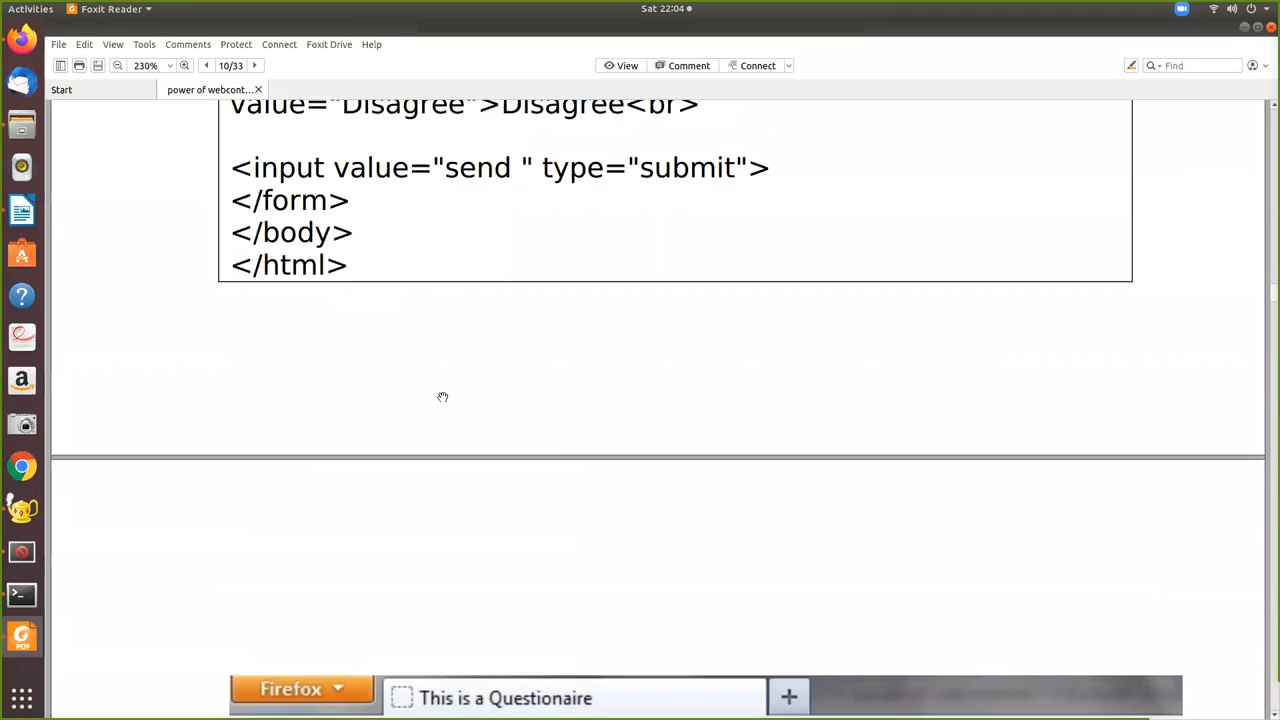 Activities Foxit Reader Sat 22:04
File Edit View Tools Comments Protect Connect Foxit Drive Help
230% 10/33 View Comment Connect Find
Start power of webcont...
value="Disagree">Disagree<br>
<input value="send " type="submit">
</form>
</body>
</html>
Firefox This is a Questionaire